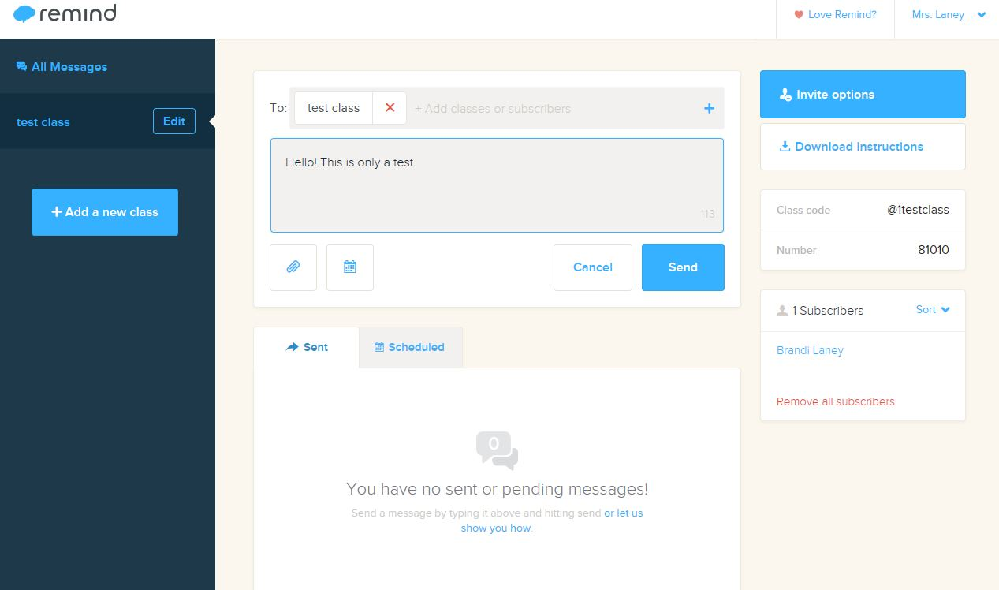 remind
Love Remind?
Mrs. Laney
All Messages
test class
Edit
+ Add a new class
To: test class + Add classes or subscribers +
Hello! This is only a test.
113
Cancel
Send
Sent
Scheduled
0
You have no sent or pending messages!
Send a message by typing it above and hitting send or let us
show you how.
Invite options
Download instructions
Class code @1testclass
Number 81010
1 Subscribers Sort
Brandi Laney
Remove all subscribers